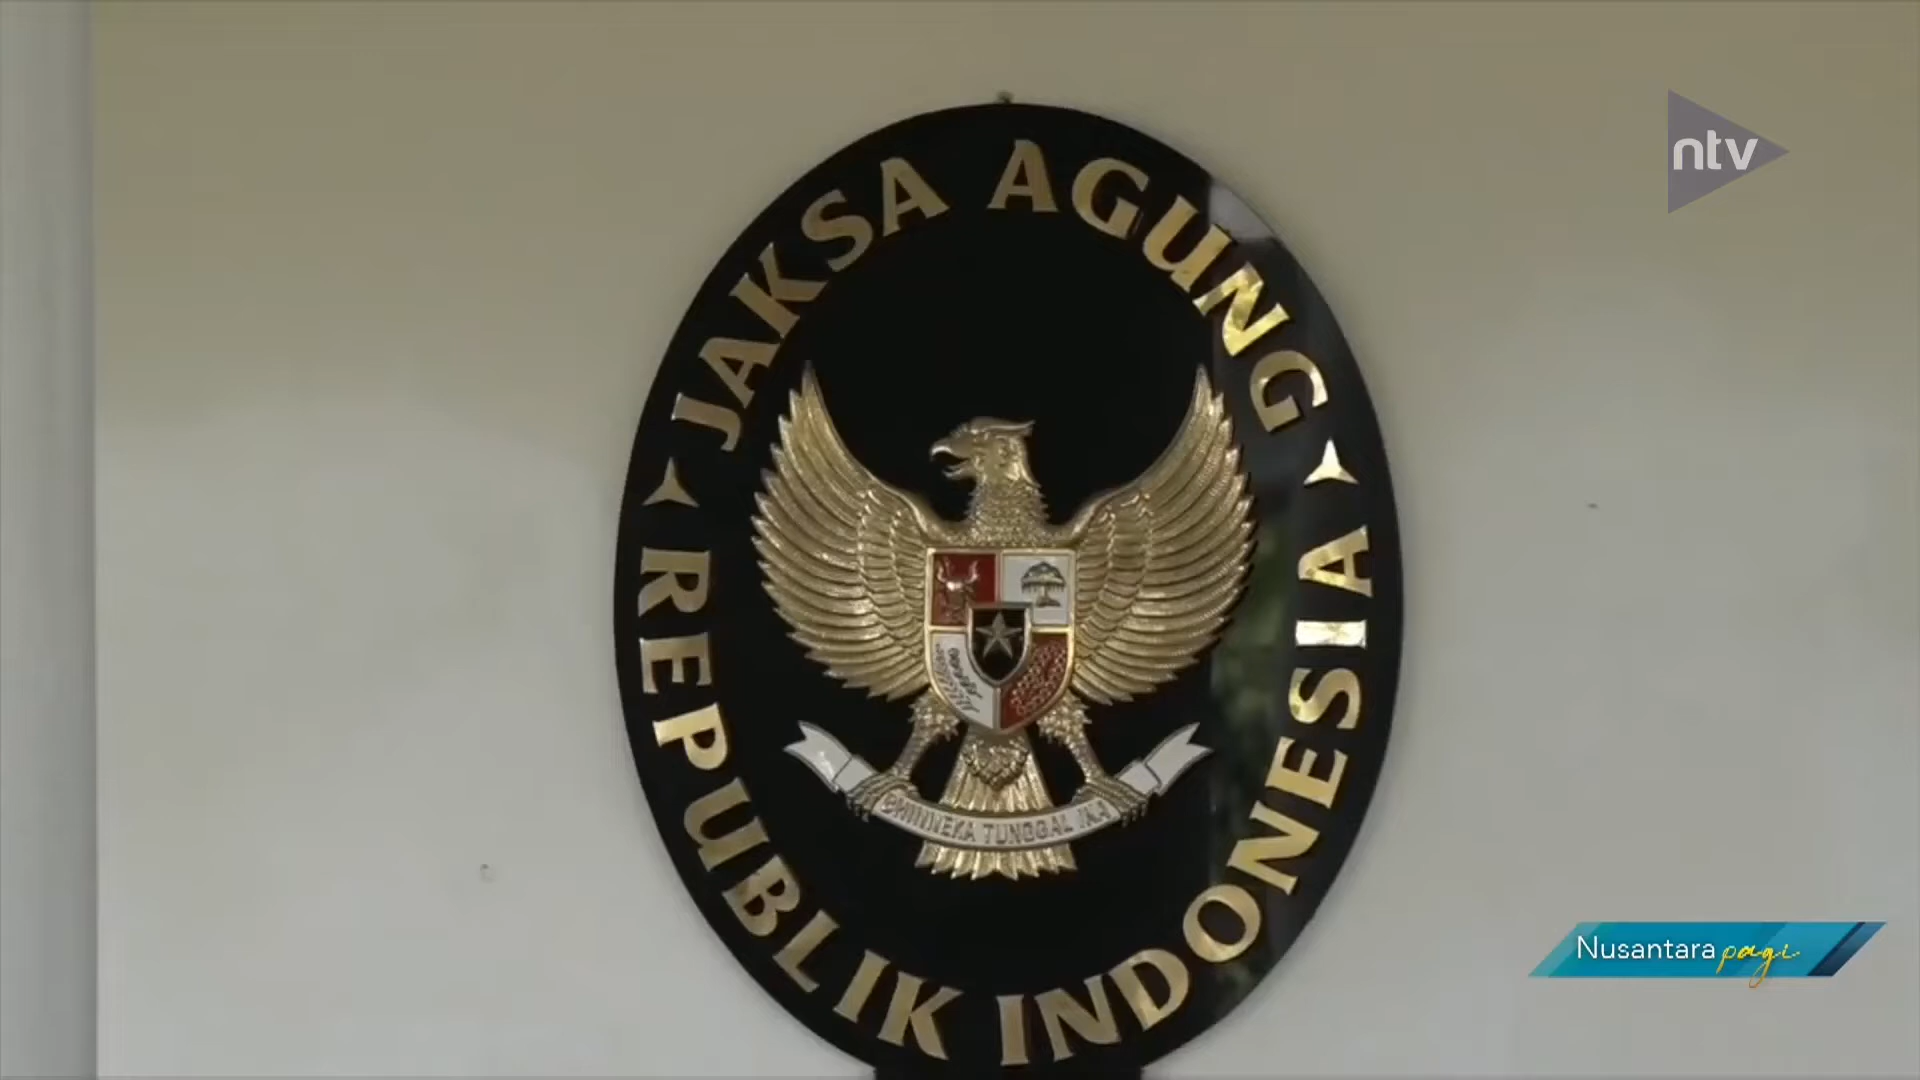 ntv
JAKSA AGUNG
REPUBLIK INDONESIA
BHINNEKA TUNGGAL IKA
Nusantara pagi